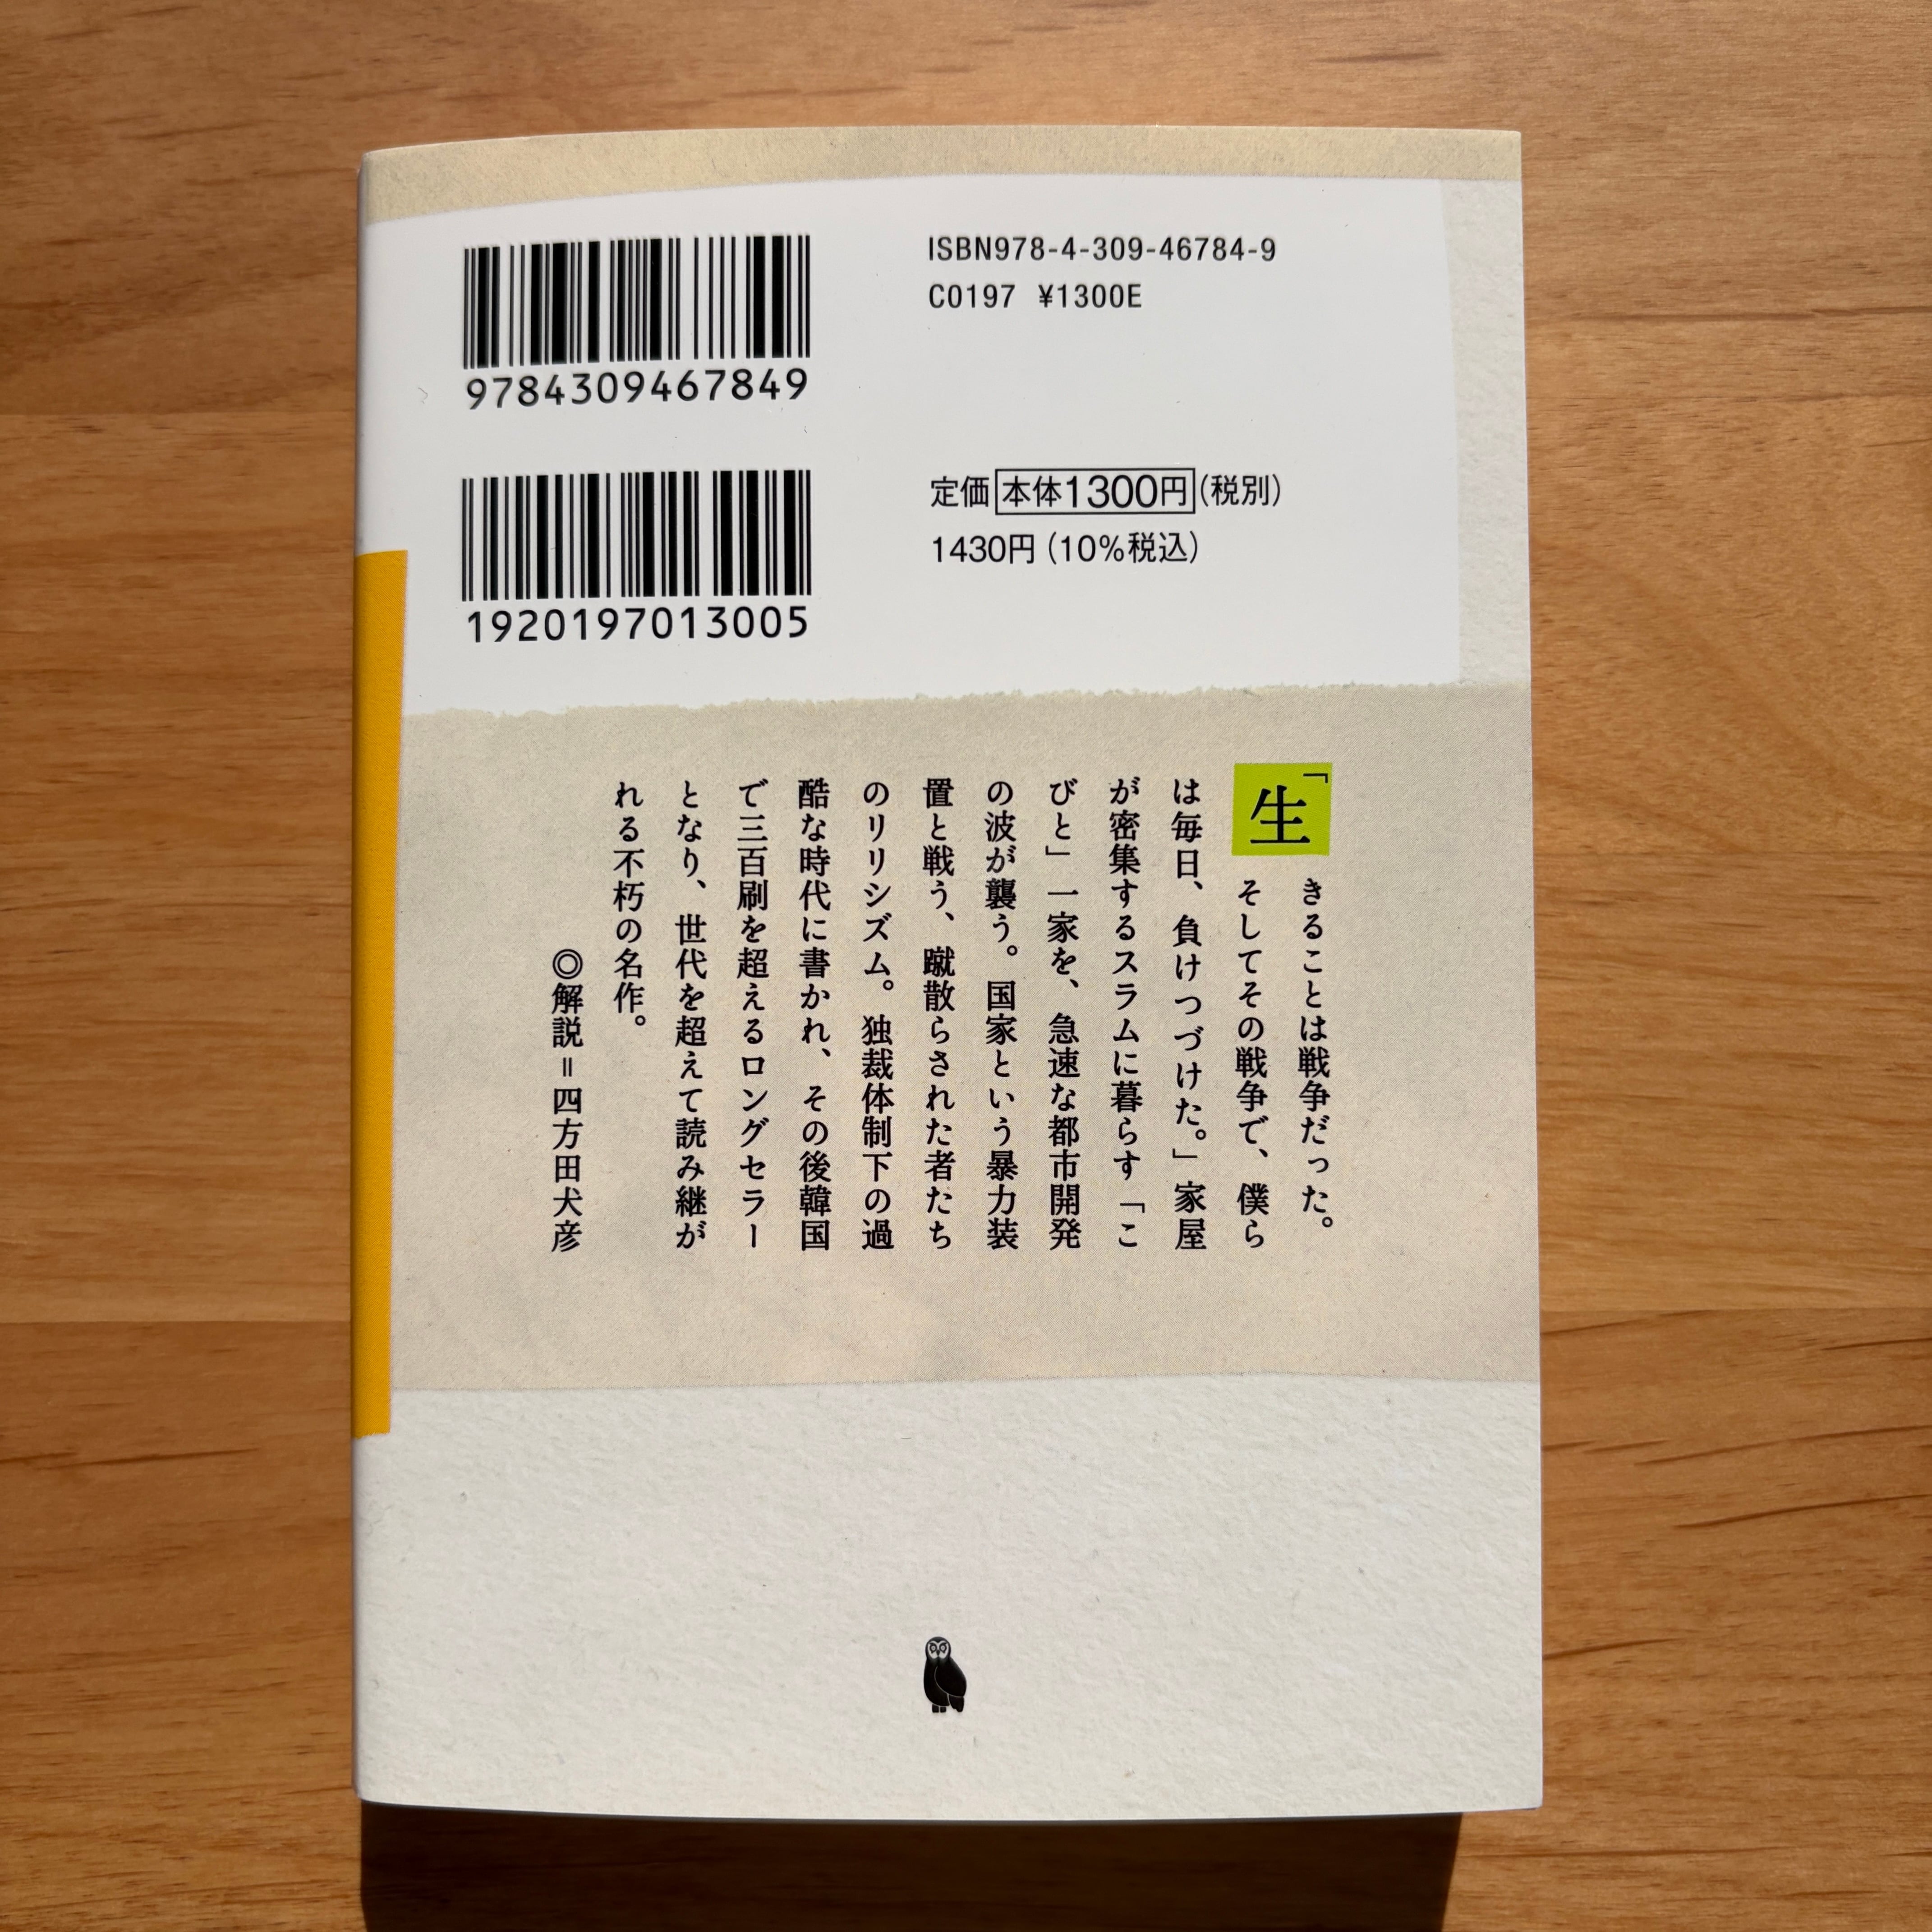 ISBN978-4-309-46784-9
C0197 ¥1300E
9784309467849
定価 本体1300円(税別)
1430円(10%税込)
1920197013005
「生きることは戦争だった。
そしてその戦争で、僕ら
は毎日、負けつづけた。」家屋
が密集するスラムに暮らす「こ
びと」一家を、急速な都市開発
の波が襲う。国家という暴力装
置と戦う、蹴散らされた者たち
のリリシズム。独裁体制下の過
酷な時代に書かれ、その後韓国
で三百刷を超えるロングセラー
となり、世代を超えて読み継が
れる不朽の名作。
◎解説=四方田犬彦